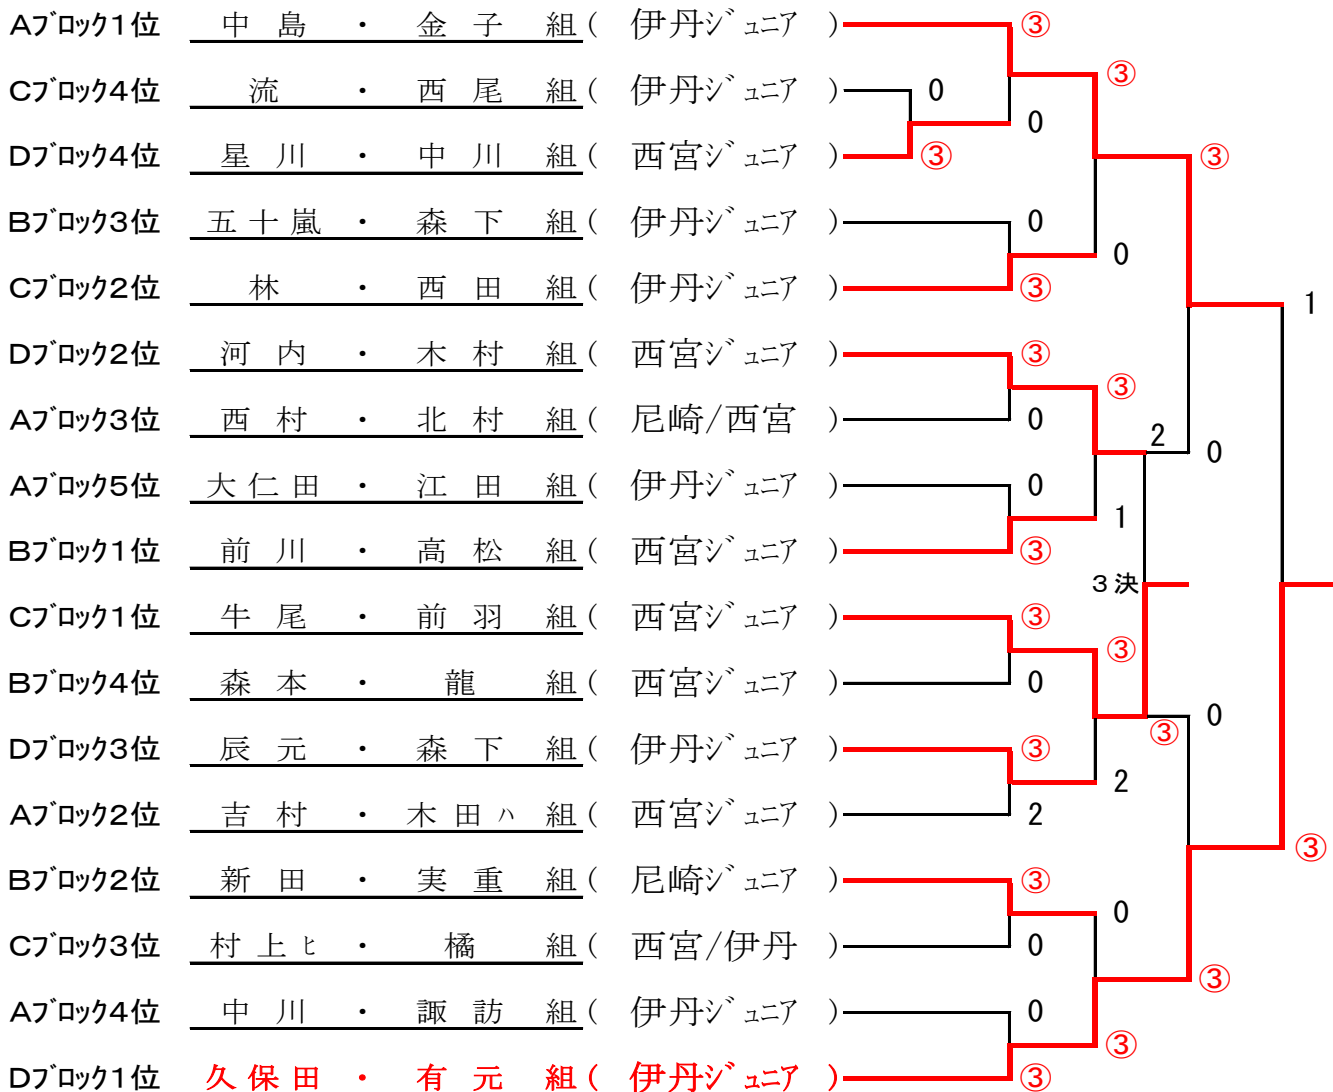 Aブロック1位 中島 ・ 金子 組( 伊丹ジュニア ) ③
③
Cブロック4位 流 ・ 西尾 組( 伊丹ジュニア ) 0
0
Dブロック4位 星川 ・ 中川 組( 西宮ジュニア ) ③ ③
Bブロック3位 五十嵐 ・ 森下 組( 伊丹ジュニア ) 0
0
Cブロック2位 林 ・ 西田 組( 伊丹ジュニア ) ③
1
Dブロック2位 河内 ・ 木村 組( 西宮ジュニア ) ③
③
Aブロック3位 西村 ・ 北村 組( 尼崎/西宮 ) 0
2 0
Aブロック5位 大仁田 ・ 江田 組( 伊丹ジュニア ) 0
1
Bブロック1位 前川 ・ 高松 組( 西宮ジュニア ) ③
3決
Cブロック1位 牛尾 ・ 前羽 組( 西宮ジュニア ) ③
③
Bブロック4位 森本 ・ 龍 組( 西宮ジュニア ) 0
③ 0
Dブロック3位 辰元 ・ 森下 組( 伊丹ジュニア ) ③
2
Aブロック2位 吉村 ・ 木田ハ 組( 西宮ジュニア ) 2
③
Bブロック2位 新田 ・ 実重 組( 尼崎ジュニア ) ③
0
Cブロック3位 村上ヒ ・ 橘 組( 西宮/伊丹 ) 0
③
Aブロック4位 中川 ・ 諏訪 組( 伊丹ジュニア ) 0
③
Dブロック1位 久保田 ・ 有元 組( 伊丹ジュニア ) ③